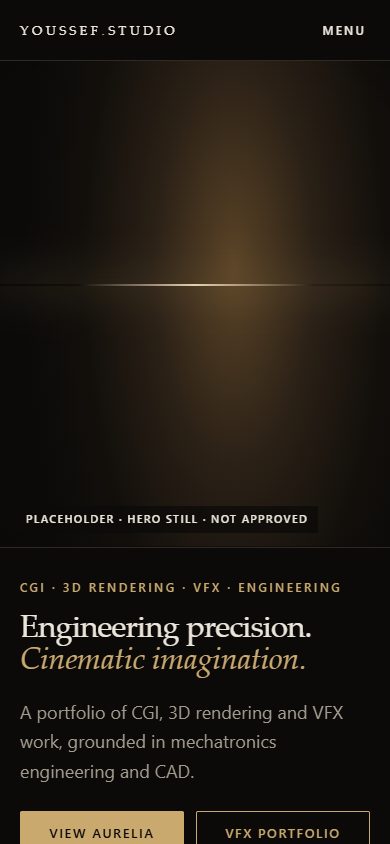 YOUSSEF.STUDIO
MENU
PLACEHOLDER · HERO STILL · NOT APPROVED
CGI · 3D RENDERING · VFX · ENGINEERING
Engineering precision.
Cinematic imagination.
A portfolio of CGI, 3D rendering and VFX
work, grounded in mechatronics
engineering and CAD.
VIEW AURELIA
VFX PORTFOLIO